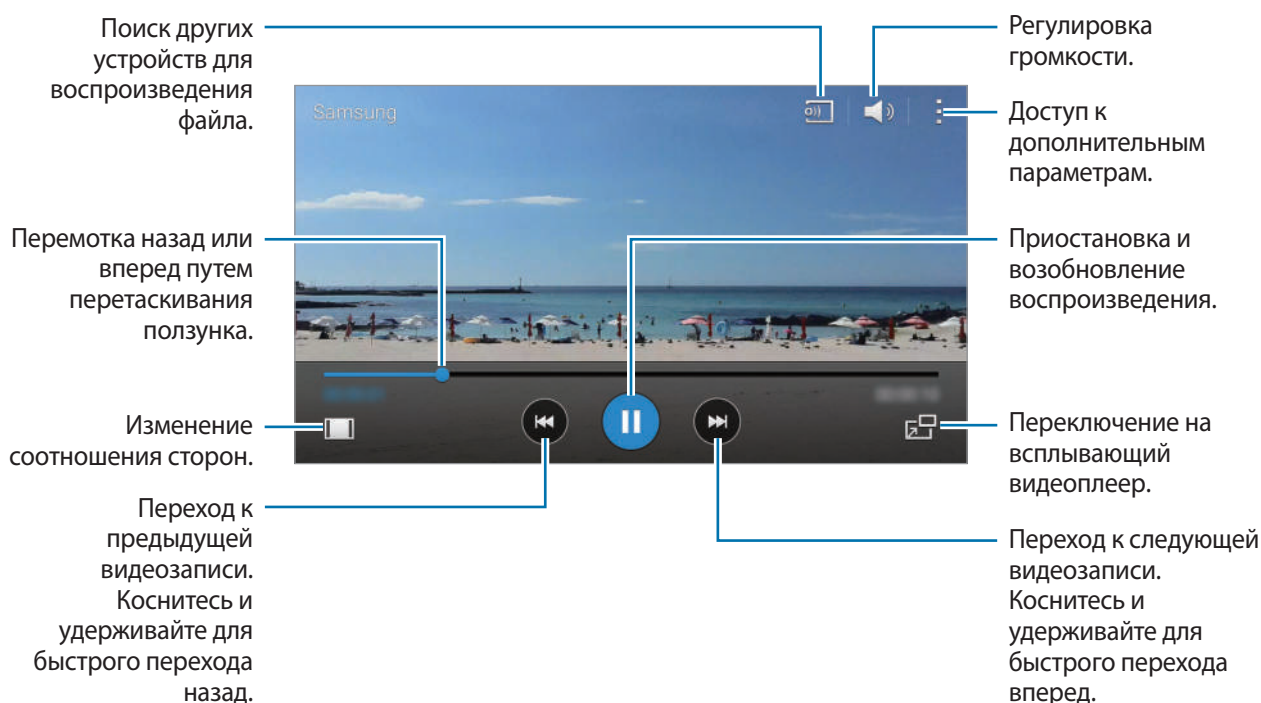 Поиск других
устройств для
воспроизведения
файла.
Регулировка
громкости.
Samsung
Доступ к
дополнительным
параметрам.
Перемотка назад или
вперед путем
перетаскивания
ползунка.
Приостановка и
возобновление
воспроизведения.
Изменение
соотношения сторон.
Переключение на
всплывающий
видеоплеер.
Переход к
предыдущей
видеозаписи.
Коснитесь и
удерживайте для
быстрого перехода
назад.
Переход к следующей
видеозаписи.
Коснитесь и
удерживайте для
быстрого перехода
вперед.